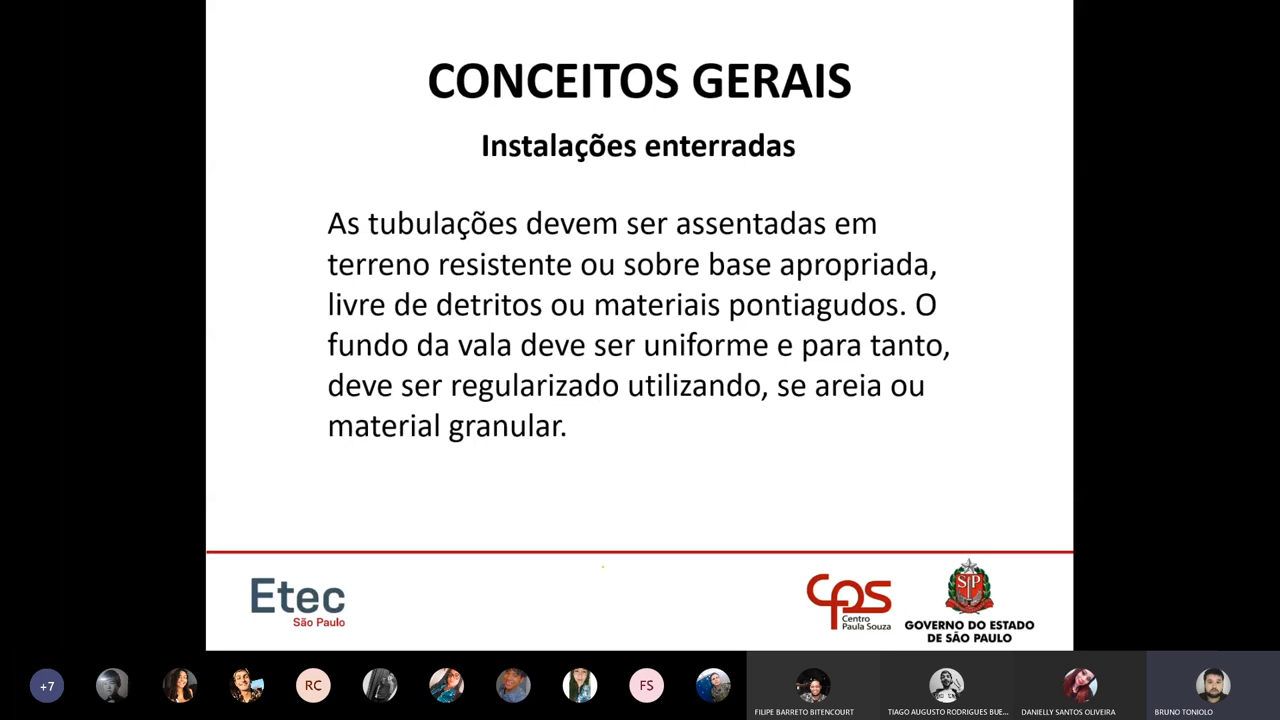 CONCEITOS GERAIS
Instalações enterradas
As tubulações devem ser assentadas em
terreno resistente ou sobre base apropriada,
livre de detritos ou materiais pontiagudos. O
fundo da vala deve ser uniforme e para tanto,
deve ser regularizado utilizando, se areia ou
material granular.
Etec
São Paulo
cps
Centro
Paula Souza
SP
GOVERNO DO ESTADO
DE SÃO PAULO
+7
RC
FS
FILIPE BARRETO BITENCOURT
TIAGO AUGUSTO RODRIGUES BUE...
DANIELLY SANTOS OLIVEIRA
BRUNO TONIOLO